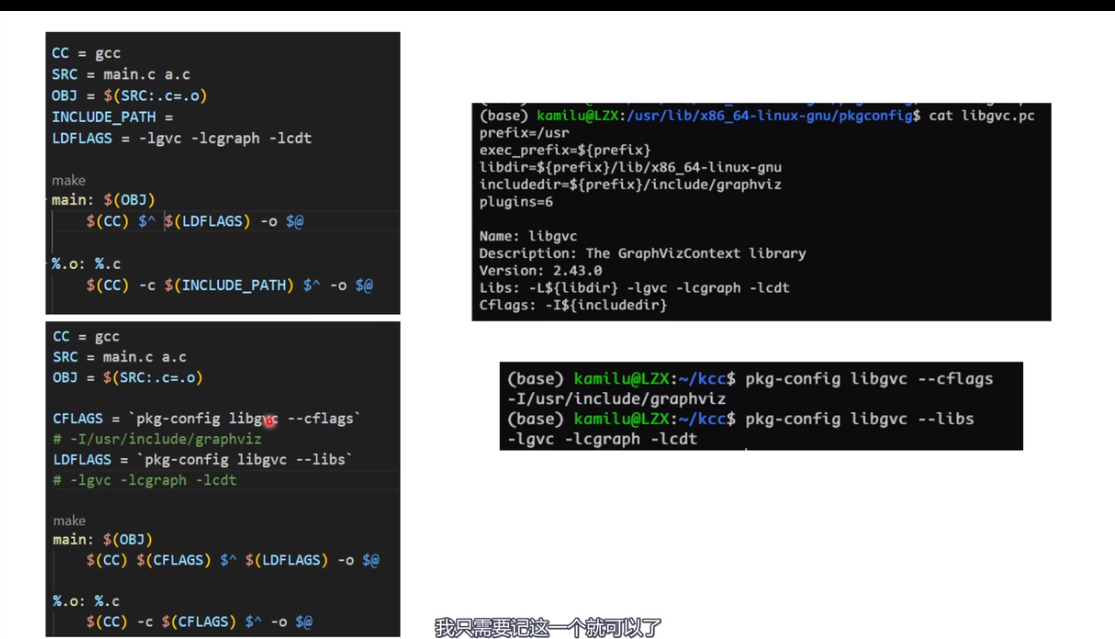 CC = gcc
SRC = main.c a.c
OBJ = $(SRC:.c=.o)
INCLUDE_PATH =
LDFLAGS = -lgvc -lcgraph -lcdt
make
main: $(OBJ)
$(CC) $^ $(LDFLAGS) -o $@
%.o: %.c
$(CC) -c $(INCLUDE_PATH) $^ -o $@
CC = gcc
SRC = main.c a.c
OBJ = $(SRC:.c=.o)
CFLAGS = `pkg-config libgvc --cflags`
# -I/usr/include/graphviz
LDFLAGS = `pkg-config libgvc --libs`
# -lgvc -lcgraph -lcdt
make
main: $(OBJ)
$(CC) $(CFLAGS) $^ $(LDFLAGS) -o $@
%.o: %.c
$(CC) -c $(CFLAGS) $^ -o $@
(base) kamilu@LZX:/usr/lib/x86_64-linux-gnu/pkgconfig$ cat libgvc.pc
prefix=/usr
exec_prefix=${prefix}
libdir=${prefix}/lib/x86_64-linux-gnu
includedir=${prefix}/include/graphviz
plugins=6
Name: libgvc
Description: The GraphVizContext library
Version: 2.43.0
Libs: -L${libdir} -lgvc -lcgraph -lcdt
Cflags: -I${includedir}
(base) kamilu@LZX:~/kcc$ pkg-config libgvc --cflags
-I/usr/include/graphviz
(base) kamilu@LZX:~/kcc$ pkg-config libgvc --libs
-lgvc -lcgraph -lcdt
我只需要记这一个就可以了